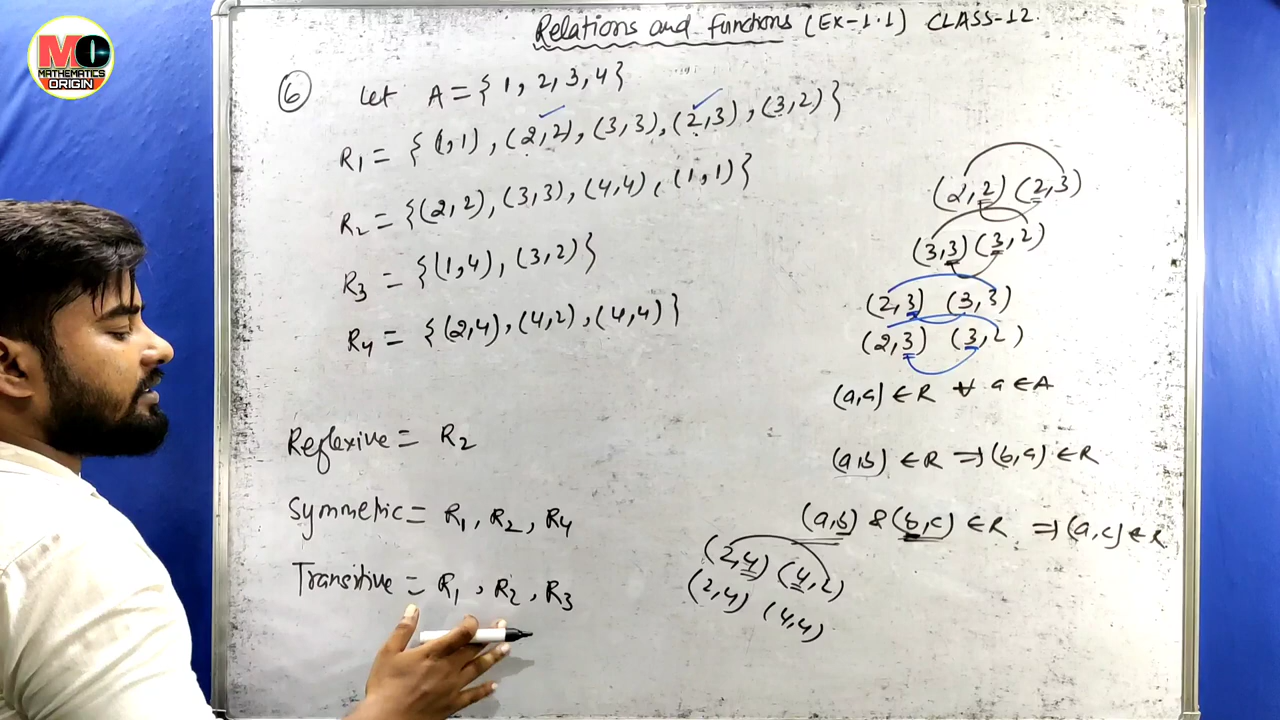 MO
MATHEMATICS
ORIGIN
Relations and functions (EX-1.1) CLASS-12.
⑥ Let A = {1, 2, 3, 4}
R₁ = {(1,1), (2,2), (3,3), (2,3), (3,2)}
R₂ = {(2,2), (3,3), (4,4), (1,1)}
R₃ = {(1,4), (3,2)}
R₄ = {(2,4), (4,2), (4,4)}
Reflexive = R₂
Symmetric = R₁, R₂, R₄
Transitive = R₁, R₂, R₃
(2,2) (2,3)
(3,3) (3,2)
(2,3) (3,3)
(2,3) (3,2)
(a,a) ∈ R ∀ a ∈ A
(a,b) ∈ R ⇒ (b,a) ∈ R
(a,b) & (b,c) ∈ R ⇒ (a,c) ∈ R
(2,4) (4,2)
(2,4) (4,4)